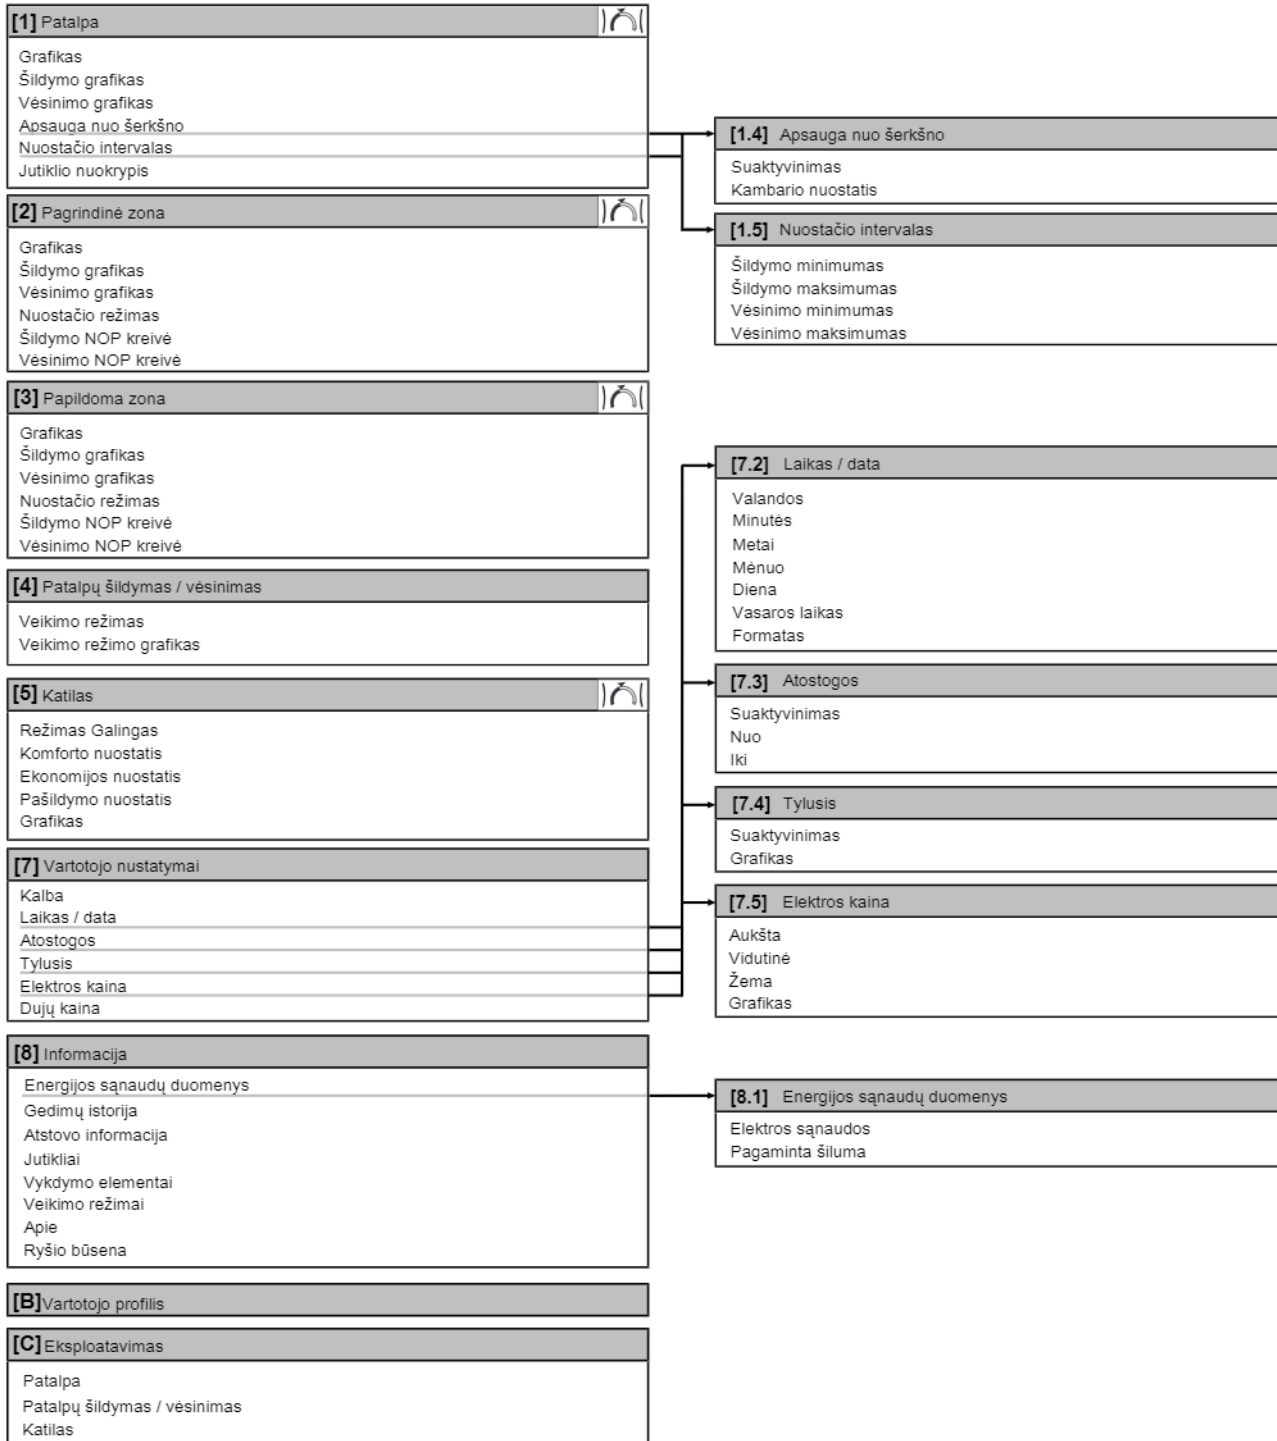 [1] Patalpa
Grafikas
Šildymo grafikas
Vėsinimo grafikas
Apsauga nuo šerkšno
Nuostačio intervalas
Jutiklio nuokrypis
[1.4] Apsauga nuo šerkšno
Suaktyvinimas
Kambario nuostatis
[1.5] Nuostačio intervalas
Šildymo minimumas
Šildymo maksimumas
Vėsinimo minimumas
Vėsinimo maksimumas
[2] Pagrindinė zona
Grafikas
Šildymo grafikas
Vėsinimo grafikas
Nuostačio režimas
Šildymo NOP kreivė
Vėsinimo NOP kreivė
[3] Papildoma zona
Grafikas
Šildymo grafikas
Vėsinimo grafikas
Nuostačio režimas
Šildymo NOP kreivė
Vėsinimo NOP kreivė
[4] Patalpų šildymas / vėsinimas
Veikimo režimas
Veikimo režimo grafikas
[5] Katilas
Režimas Galingas
Komforto nuostatis
Ekonomijos nuostatis
Pašildymo nuostatis
Grafikas
[7] Vartotojo nustatymai
Kalba
Laikas / data
Atostogos
Tylusis
Elektros kaina
Dujų kaina
[7.2] Laikas / data
Valandos
Minutės
Metai
Mėnuo
Diena
Vasaros laikas
Formatas
[7.3] Atostogos
Suaktyvinimas
Nuo
Iki
[7.4] Tylusis
Suaktyvinimas
Grafikas
[7.5] Elektros kaina
Aukšta
Vidutinė
Žema
Grafikas
[8] Informacija
Energijos sąnaudų duomenys
Gedimų istorija
Atstovo informacija
Jutikliai
Vykdymo elementai
Veikimo režimai
Apie
Ryšio būsena
[8.1] Energijos sąnaudų duomenys
Elektros sąnaudos
Pagaminta šiluma
[B] Vartotojo profilis
[C] Eksploatavimas
Patalpa
Patalpų šildymas / vėsinimas
Katilas